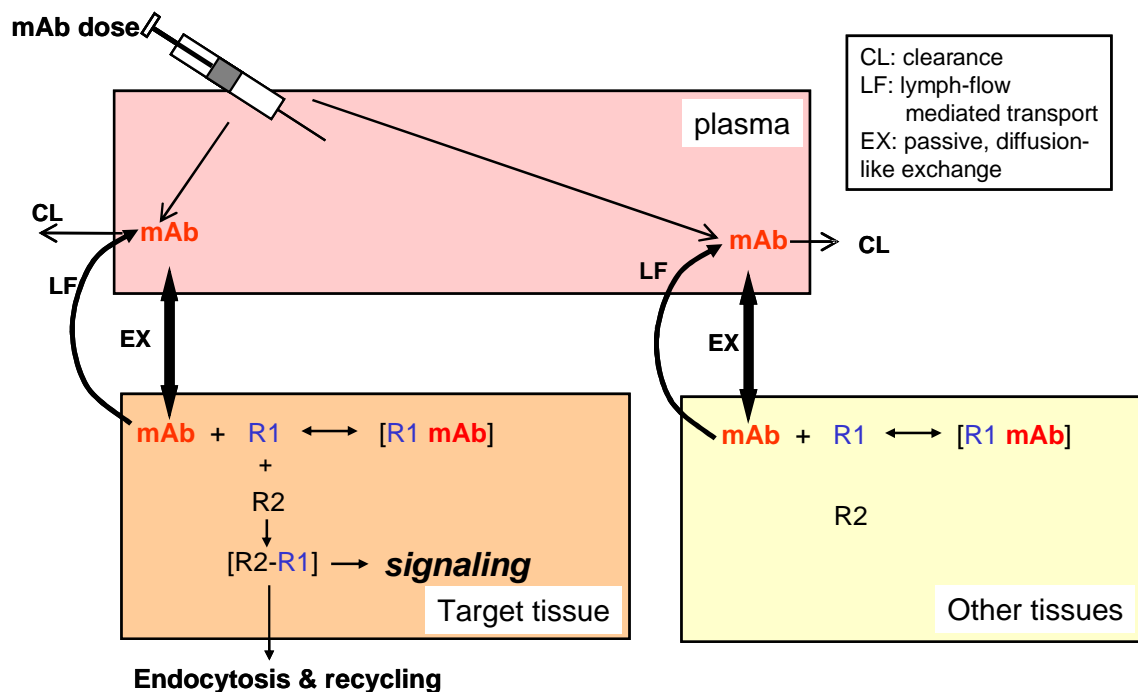 mAb dose
CL: clearance
LF: lymph-flow
mediated transport
EX: passive, diffusion-
like exchange
plasma
CL
mAb
mAb
CL
LF
LF
EX
EX
mAb + R1 [R1 mAb]
+
R2
[R2-R1] signaling
Target tissue
Endocytosis & recycling
mAb + R1 [R1 mAb]
R2
Other tissues